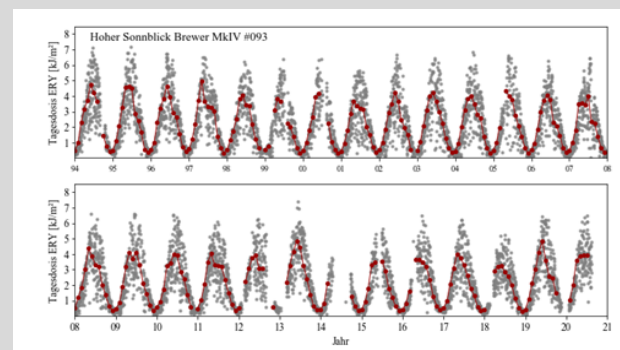 Hoher Sonnblick Brewer MkIV #093
Tagesdosis ERY [kJ/m²]
8
7
6
5
4
3
2
1
94 95 96 97 98 99 00 01 02 03 04 05 06 07 08
Tagesdosis ERY [kJ/m²]
8
7
6
5
4
3
2
1
08 09 10 11 12 13 14 15 16 17 18 19 20 21
Jahr